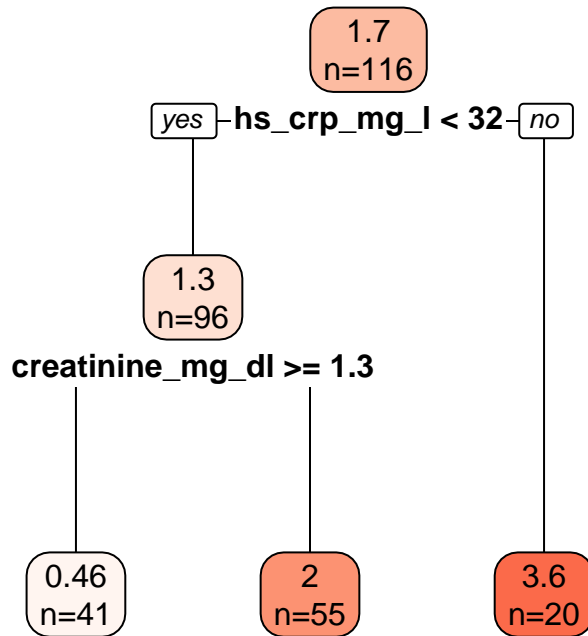 1.7
n=116
yes hs_crp_mg_l < 32 no
1.3
n=96
creatinine_mg_dl >= 1.3
0.46
n=41
2
n=55
3.6
n=20